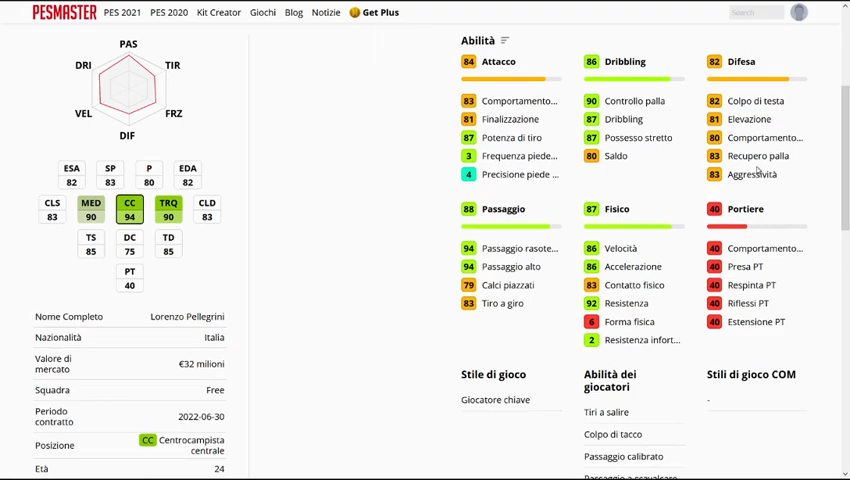 PESMASTER PES 2021 PES 2020 Kit Creator Giochi Blog Notizie Get Plus Search
PAS
DRI TIR
VEL FRZ
DIF
ESA SP P EDA
82 83 80 82
CLS MED CC TRQ CLD
83 90 94 90 83
TS DC TD
85 75 85
PT
40
Nome Completo Lorenzo Pellegrini
Nazionalità Italia
Valore di
mercato €32 milioni
Squadra Free
Periodo
contratto 2022-06-30
Posizione CC Centrocampista
centrale
Età 24
Abilità
84 Attacco
83 Comportamento...
81 Finalizzazione
87 Potenza di tiro
3 Frequenza piede...
4 Precisione piede ...
86 Dribbling
90 Controllo palla
87 Dribbling
87 Possesso stretto
80 Saldo
82 Difesa
82 Colpo di testa
81 Elevazione
80 Comportamento...
83 Recupero palla
83 Aggressività
88 Passaggio
94 Passaggio rasote...
94 Passaggio alto
79 Calci piazzati
83 Tiro a giro
87 Fisico
86 Velocità
86 Accelerazione
83 Contatto fisico
92 Resistenza
6 Forma fisica
2 Resistenza infort...
40 Portiere
40 Comportamento...
40 Presa PT
40 Respinta PT
40 Riflessi PT
40 Estensione PT
Stile di gioco
Giocatore chiave
Abilità dei
giocatori
Tiri a salire
Colpo di tacco
Passaggio calibrato
Passaggio a scavalcare
Stili di gioco COM
-